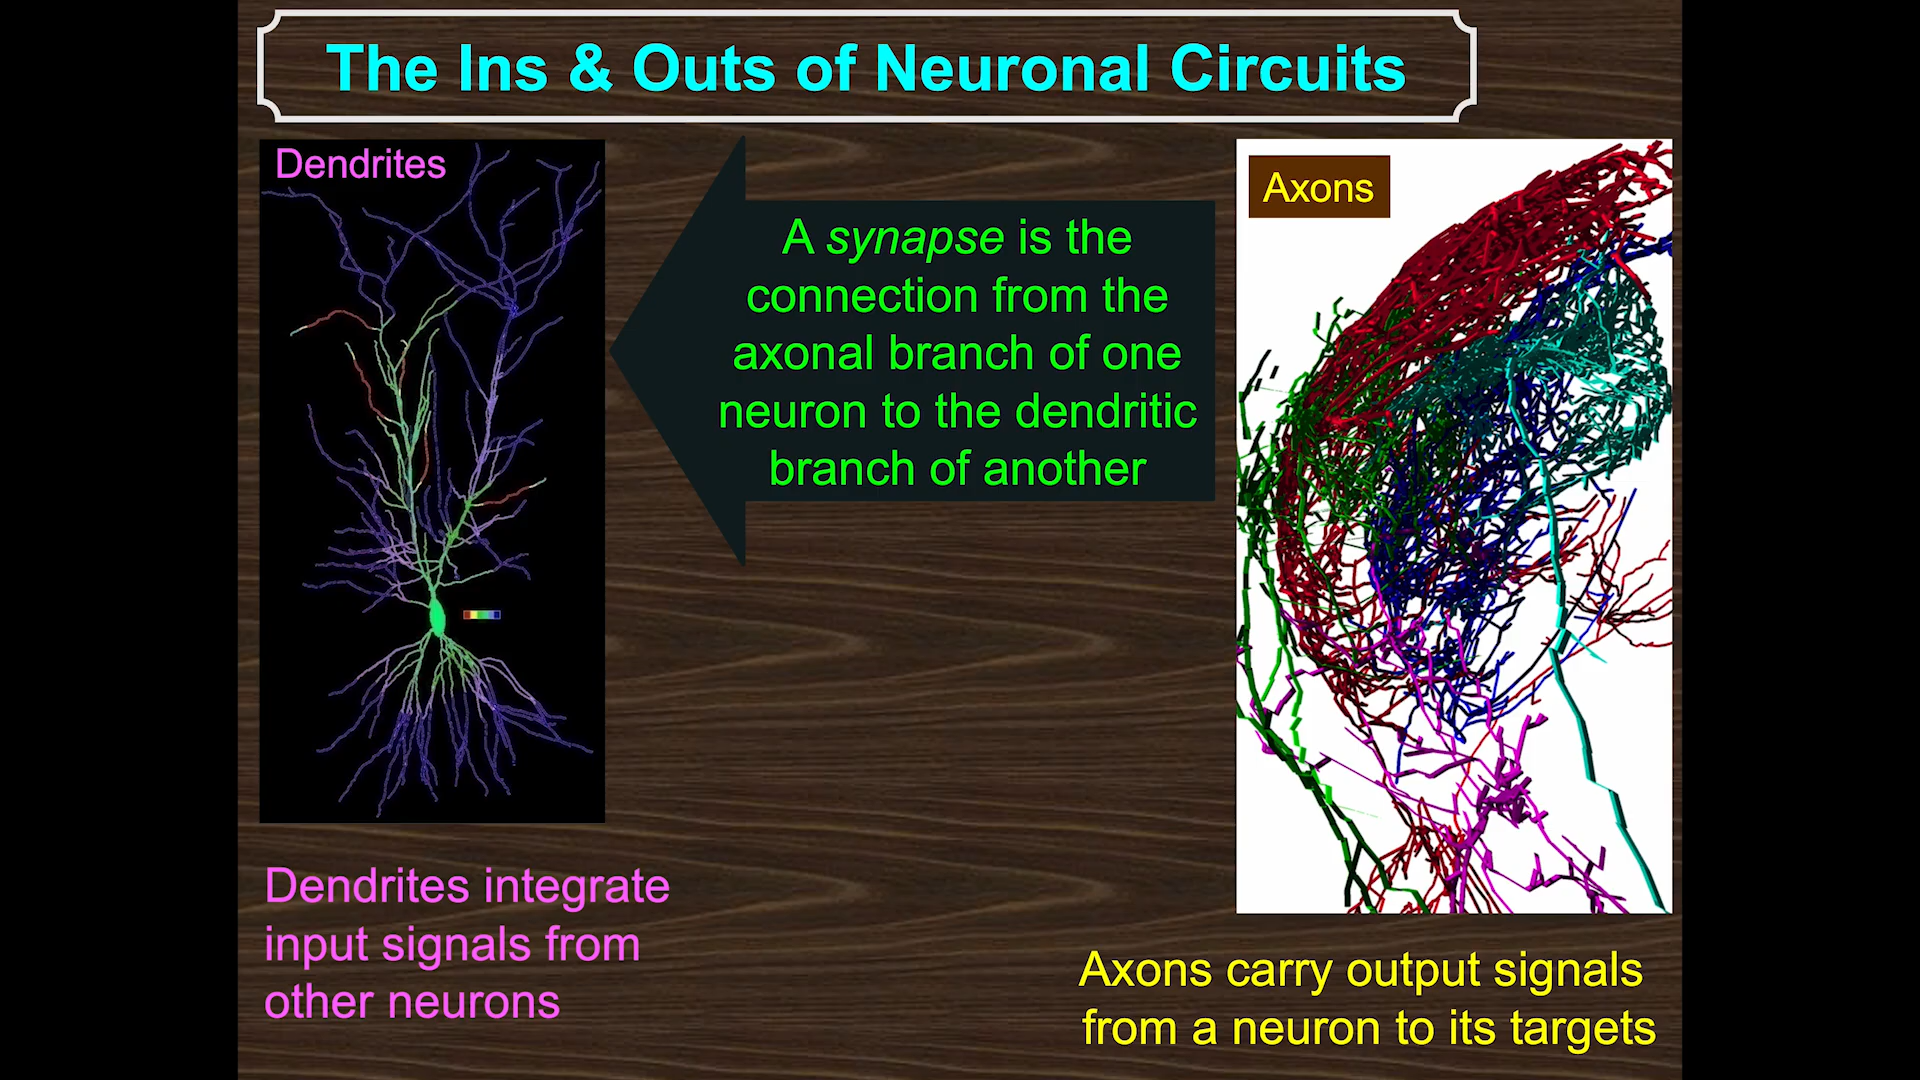 The Ins & Outs of Neuronal Circuits
Dendrites
A synapse is the
connection from the
axonal branch of one
neuron to the dendritic
branch of another
Axons
Dendrites integrate
input signals from
other neurons
Axons carry output signals
from a neuron to its targets